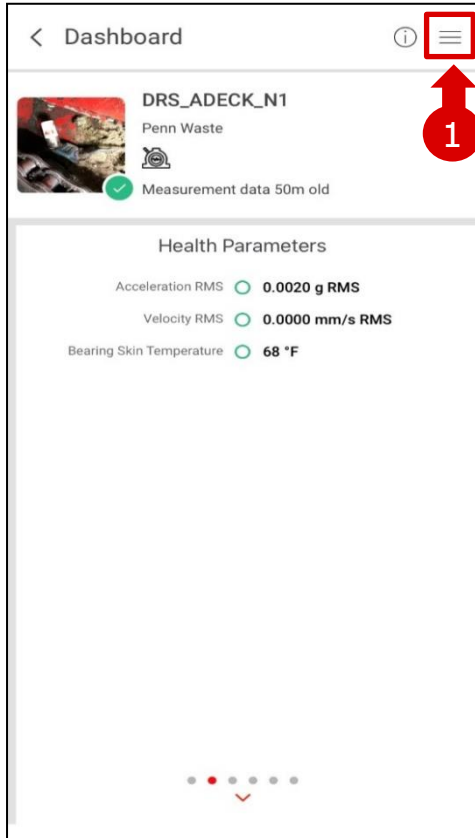 Dashboard
1
DRS_ADECK_N1
Penn Waste
Measurement data 50m old
Health Parameters
Acceleration RMS 0.0020 g RMS
Velocity RMS 0.0000 mm/s RMS
Bearing Skin Temperature 68 °F